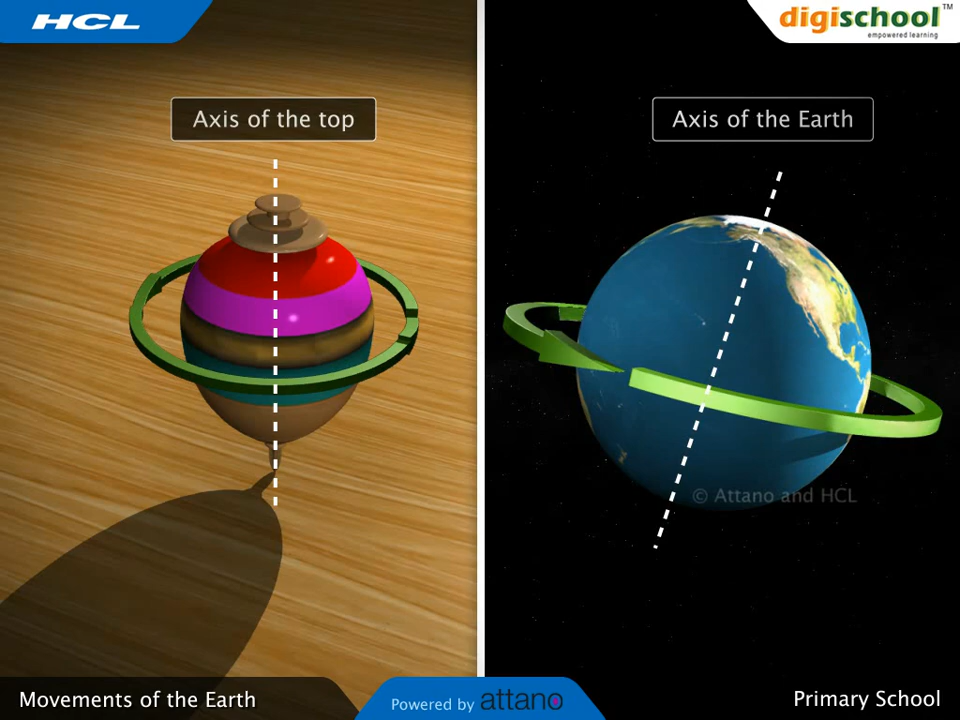 HCL
digischool™
empowered learning
Axis of the top
Axis of the Earth
© Attano and HCL
Movements of the Earth
Powered by attano
Primary School